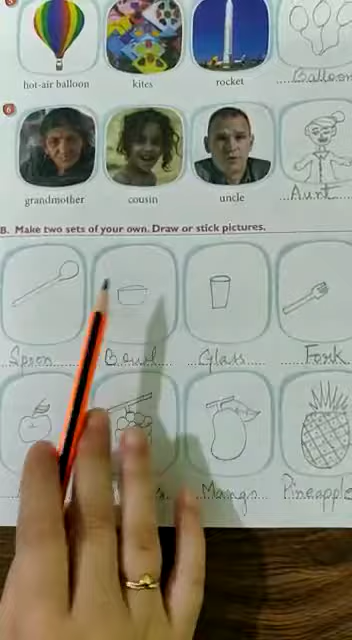 5
hot-air balloon kites rocket Balloon
6
grandmother cousin uncle Aunt
B. Make two sets of your own. Draw or stick pictures.
Spoon Bowl Glass Fork
Mango Pineapple